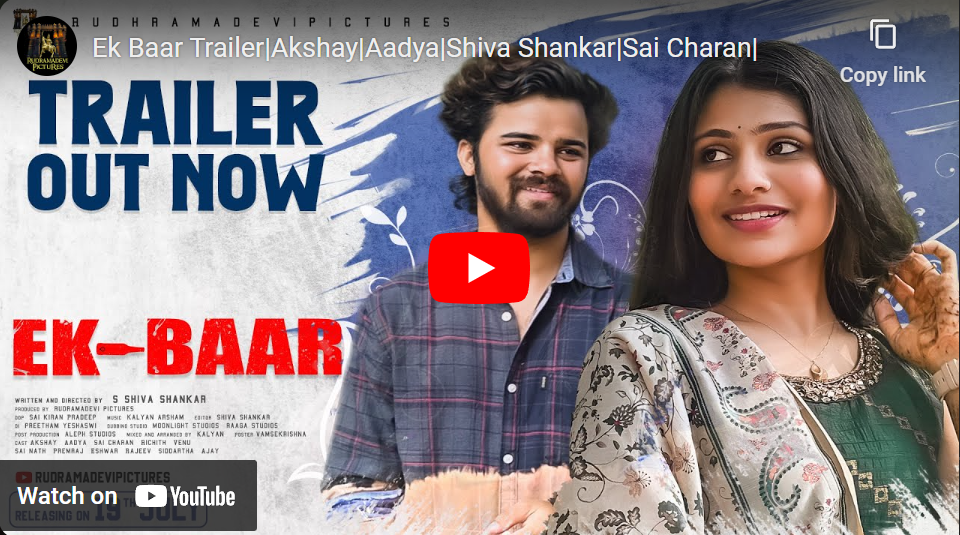 RUDHRAMADEVIPICTURES
RUDRAMADEVI
PICTURES
Ek Baar Trailer|Akshay|Aadya|Shiva Shankar|Sai Charan|
Copy link
TRAILER
OUT NOW
EK-BAAR
WRITTEN AND DIRECTED BY S SHIVA SHANKAR
PRODUCED BY RUDRAMADEVI PICTURES
DOP SAI KIRAN PRADEEP MUSIC KALYAN ARSHAM EDITOR SHIVA SHANKAR
DI PREETHAM YESHASWI DUBBING STUDIO MOONLIGHT STUDIOS RAAGA STUDIOS
POST PRODUCTION ALEPH STUDIOS MIXED AND ARRANGED BY KALYAN POSTER VAMSEKRISHNA
CAST AKSHAY AADYA SAI CHARAN BICHITH VENU
SAI NATH PREMRAJ ESHWAR RAJEEV SIDDARTHA AJAY
RUDRAMADEVIPICTURES
Watch on YouTube
RELEASING ON 19TH JULY